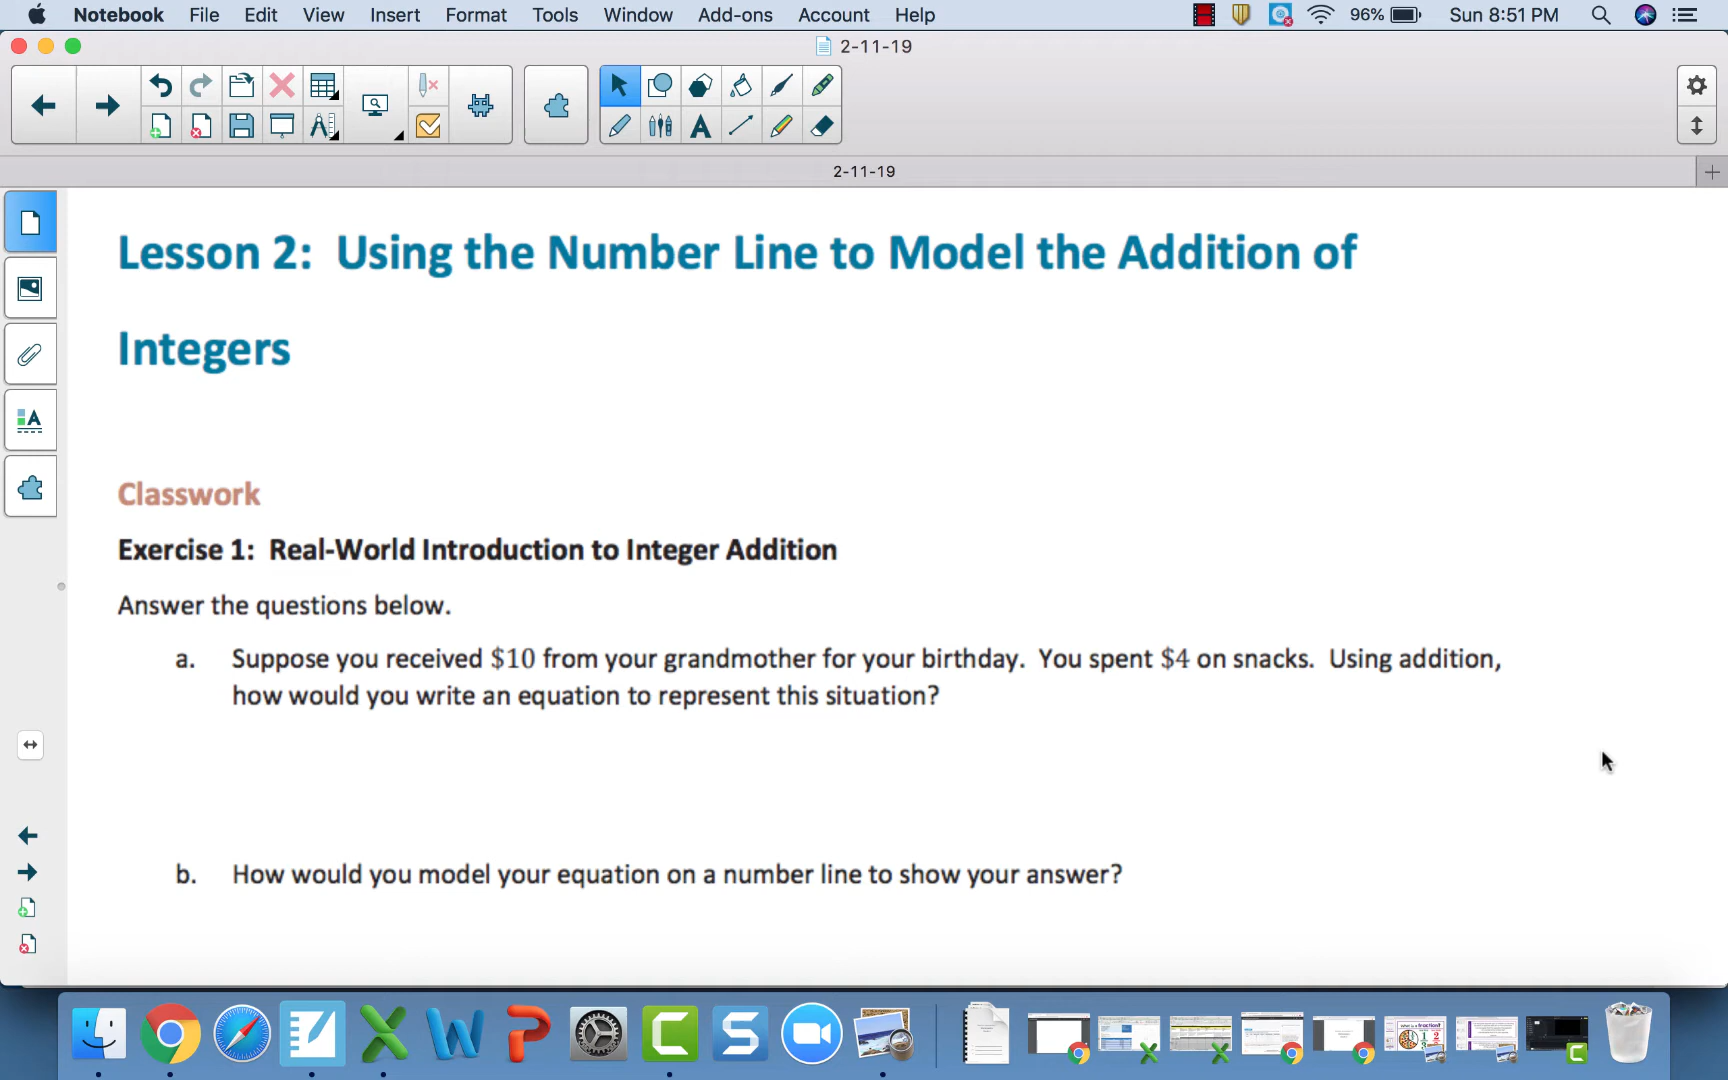 Notebook File Edit View Insert Format Tools Window Add-ons Account Help 96% Sun 8:51 PM
2-11-19
2-11-19
Lesson 2: Using the Number Line to Model the Addition of
Integers
Classwork
Exercise 1: Real-World Introduction to Integer Addition
Answer the questions below.
a. Suppose you received $10 from your grandmother for your birthday. You spent $4 on snacks. Using addition,
how would you write an equation to represent this situation?
b. How would you model your equation on a number line to show your answer?